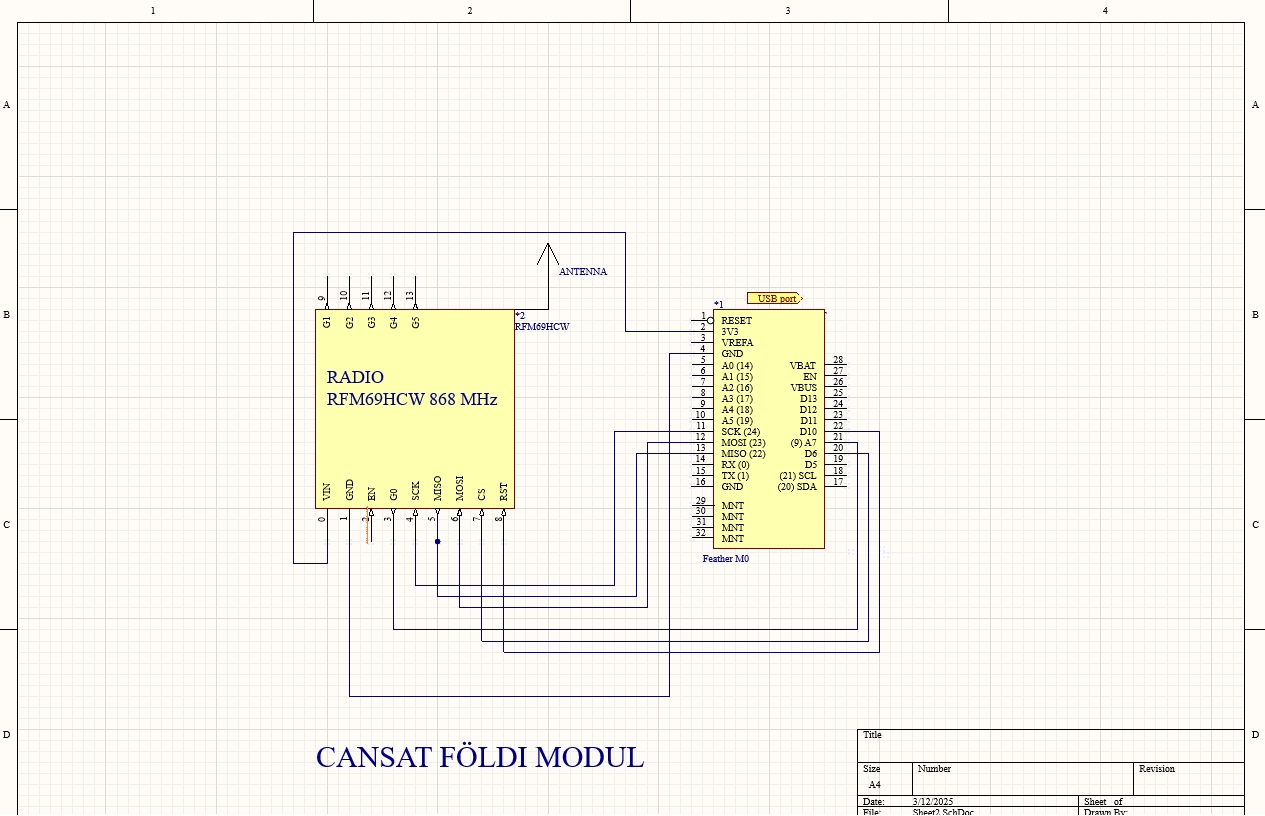 1 2 3 4
A A
B B
C C
D D
ANTENNA
9 10 11 12 13
G1 G2 G3 G4 G5
*2
RFM69HCW
RADIO
RFM69HCW 868 MHz
VIN GND EN G0 SCK MISO MOSI CS RST
0 1 2 3 4 5 6 7 8
USB port
*1
1 RESET
2 3V3
3 VREFA
4 GND
5 A0 (14) VBAT 28
6 A1 (15) EN 27
7 A2 (16) VBUS 26
8 A3 (17) D13 25
9 A4 (18) D12 24
10 A5 (19) D11 23
11 SCK (24) D10 22
12 MOSI (23) (9) A7 21
13 MISO (22) D6 20
14 RX (0) D5 19
15 TX (1) (21) SCL 18
16 GND (20) SDA 17
29 MNT
30 MNT
31 MNT
32 MNT
Feather M0
CANSAT FÖLDI MODUL
Title
Size Number Revision
A4
Date: 3/12/2025 Sheet of
File: Sheet2.SchDoc Drawn By: